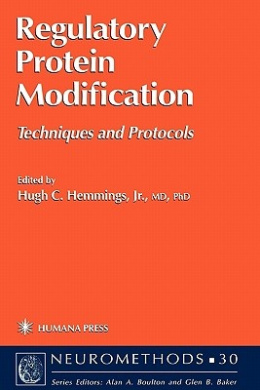 Regulatory
Protein
Modification
Techniques and Protocols
Edited by
Hugh C. Hemmings, Jr., MD, PhD
HUMANA PRESS
NEUROMETHODS ■ 30
Series Editors: Alan A. Boulton and Glen B. Baker